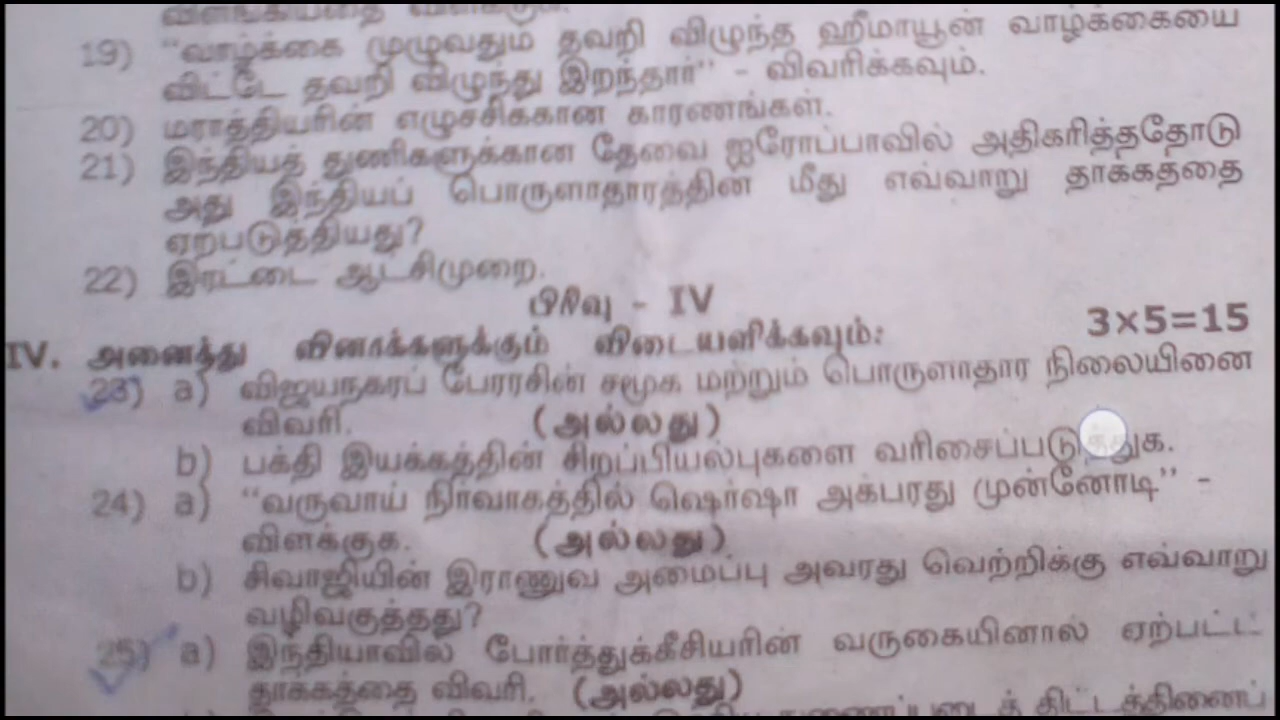 விளங்கியதை விளக்கும்.
19) "வாழ்க்கை முழுவதும் தவறி விழுந்த ஹீமாயூன் வாழ்க்கையை
விட்டே தவறி விழுந்து இறந்தார்" - விவரிக்கவும்.
20) மராத்தியரின் எழுச்சிக்கான காரணங்கள்.
21) இந்தியத் துணிகளுக்கான தேவை ஐரோப்பாவில் அதிகரித்ததோடு
அது இந்தியப் பொருளாதாரத்தின் மீது எவ்வாறு தாக்கத்தை
ஏற்படுத்தியது?
22) இரட்டை ஆட்சிமுறை.
பிரிவு - IV
3×5=15
IV. அனைத்து வினாக்களுக்கும் விடையளிக்கவும்:
23) a) விஜயநகரப் பேரரசின் சமூக மற்றும் பொருளாதார நிலையினை
விவரி. (அல்லது)
b) பக்தி இயக்கத்தின் சிறப்பியல்புகளை வரிசைப்படுத்துக.
24) a) "வருவாய் நிர்வாகத்தில் ஷெர்ஷா அக்பரது முன்னோடி" -
விளக்குக. (அல்லது)
b) சிவாஜியின் இராணுவ அமைப்பு அவரது வெற்றிக்கு எவ்வாறு
வழிவகுத்தது?
25) a) இந்தியாவில் போர்த்துக்கீசியரின் வருகையினால் ஏற்பட்ட
தாக்கத்தை விவரி. (அல்லது)
திட்டத்தினைப்